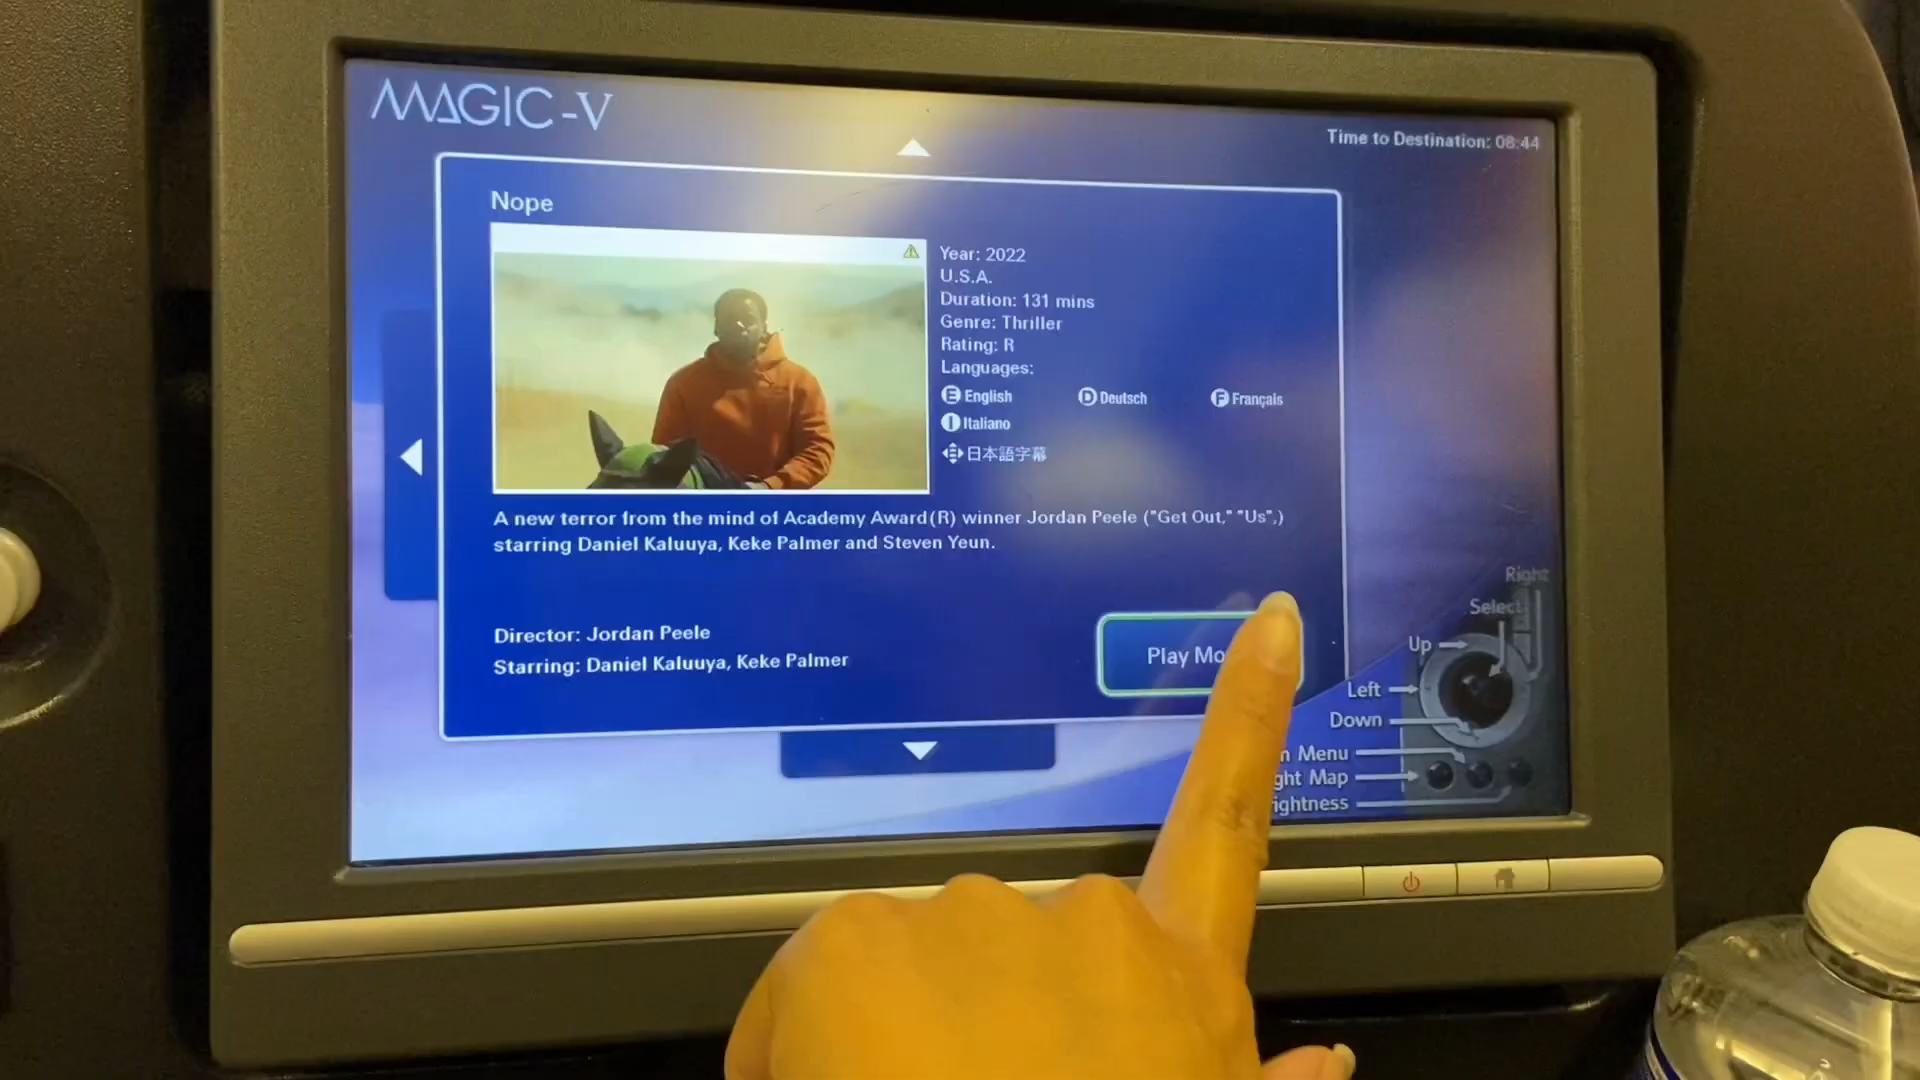 MAGIC-V
Time to Destination: 08:44
Nope
Year: 2022
U.S.A.
Duration: 131 mins
Genre: Thriller
Rating: R
Languages:
E English D Deutsch F Français
I Italiano
日本語字幕
A new terror from the mind of Academy Award(R) winner Jordan Peele ("Get Out," "Us",)
starring Daniel Kaluuya, Keke Palmer and Steven Yeun.
Director: Jordan Peele
Starring: Daniel Kaluuya, Keke Palmer
Play
Right
Select
Up
Left
Down
Menu
Map